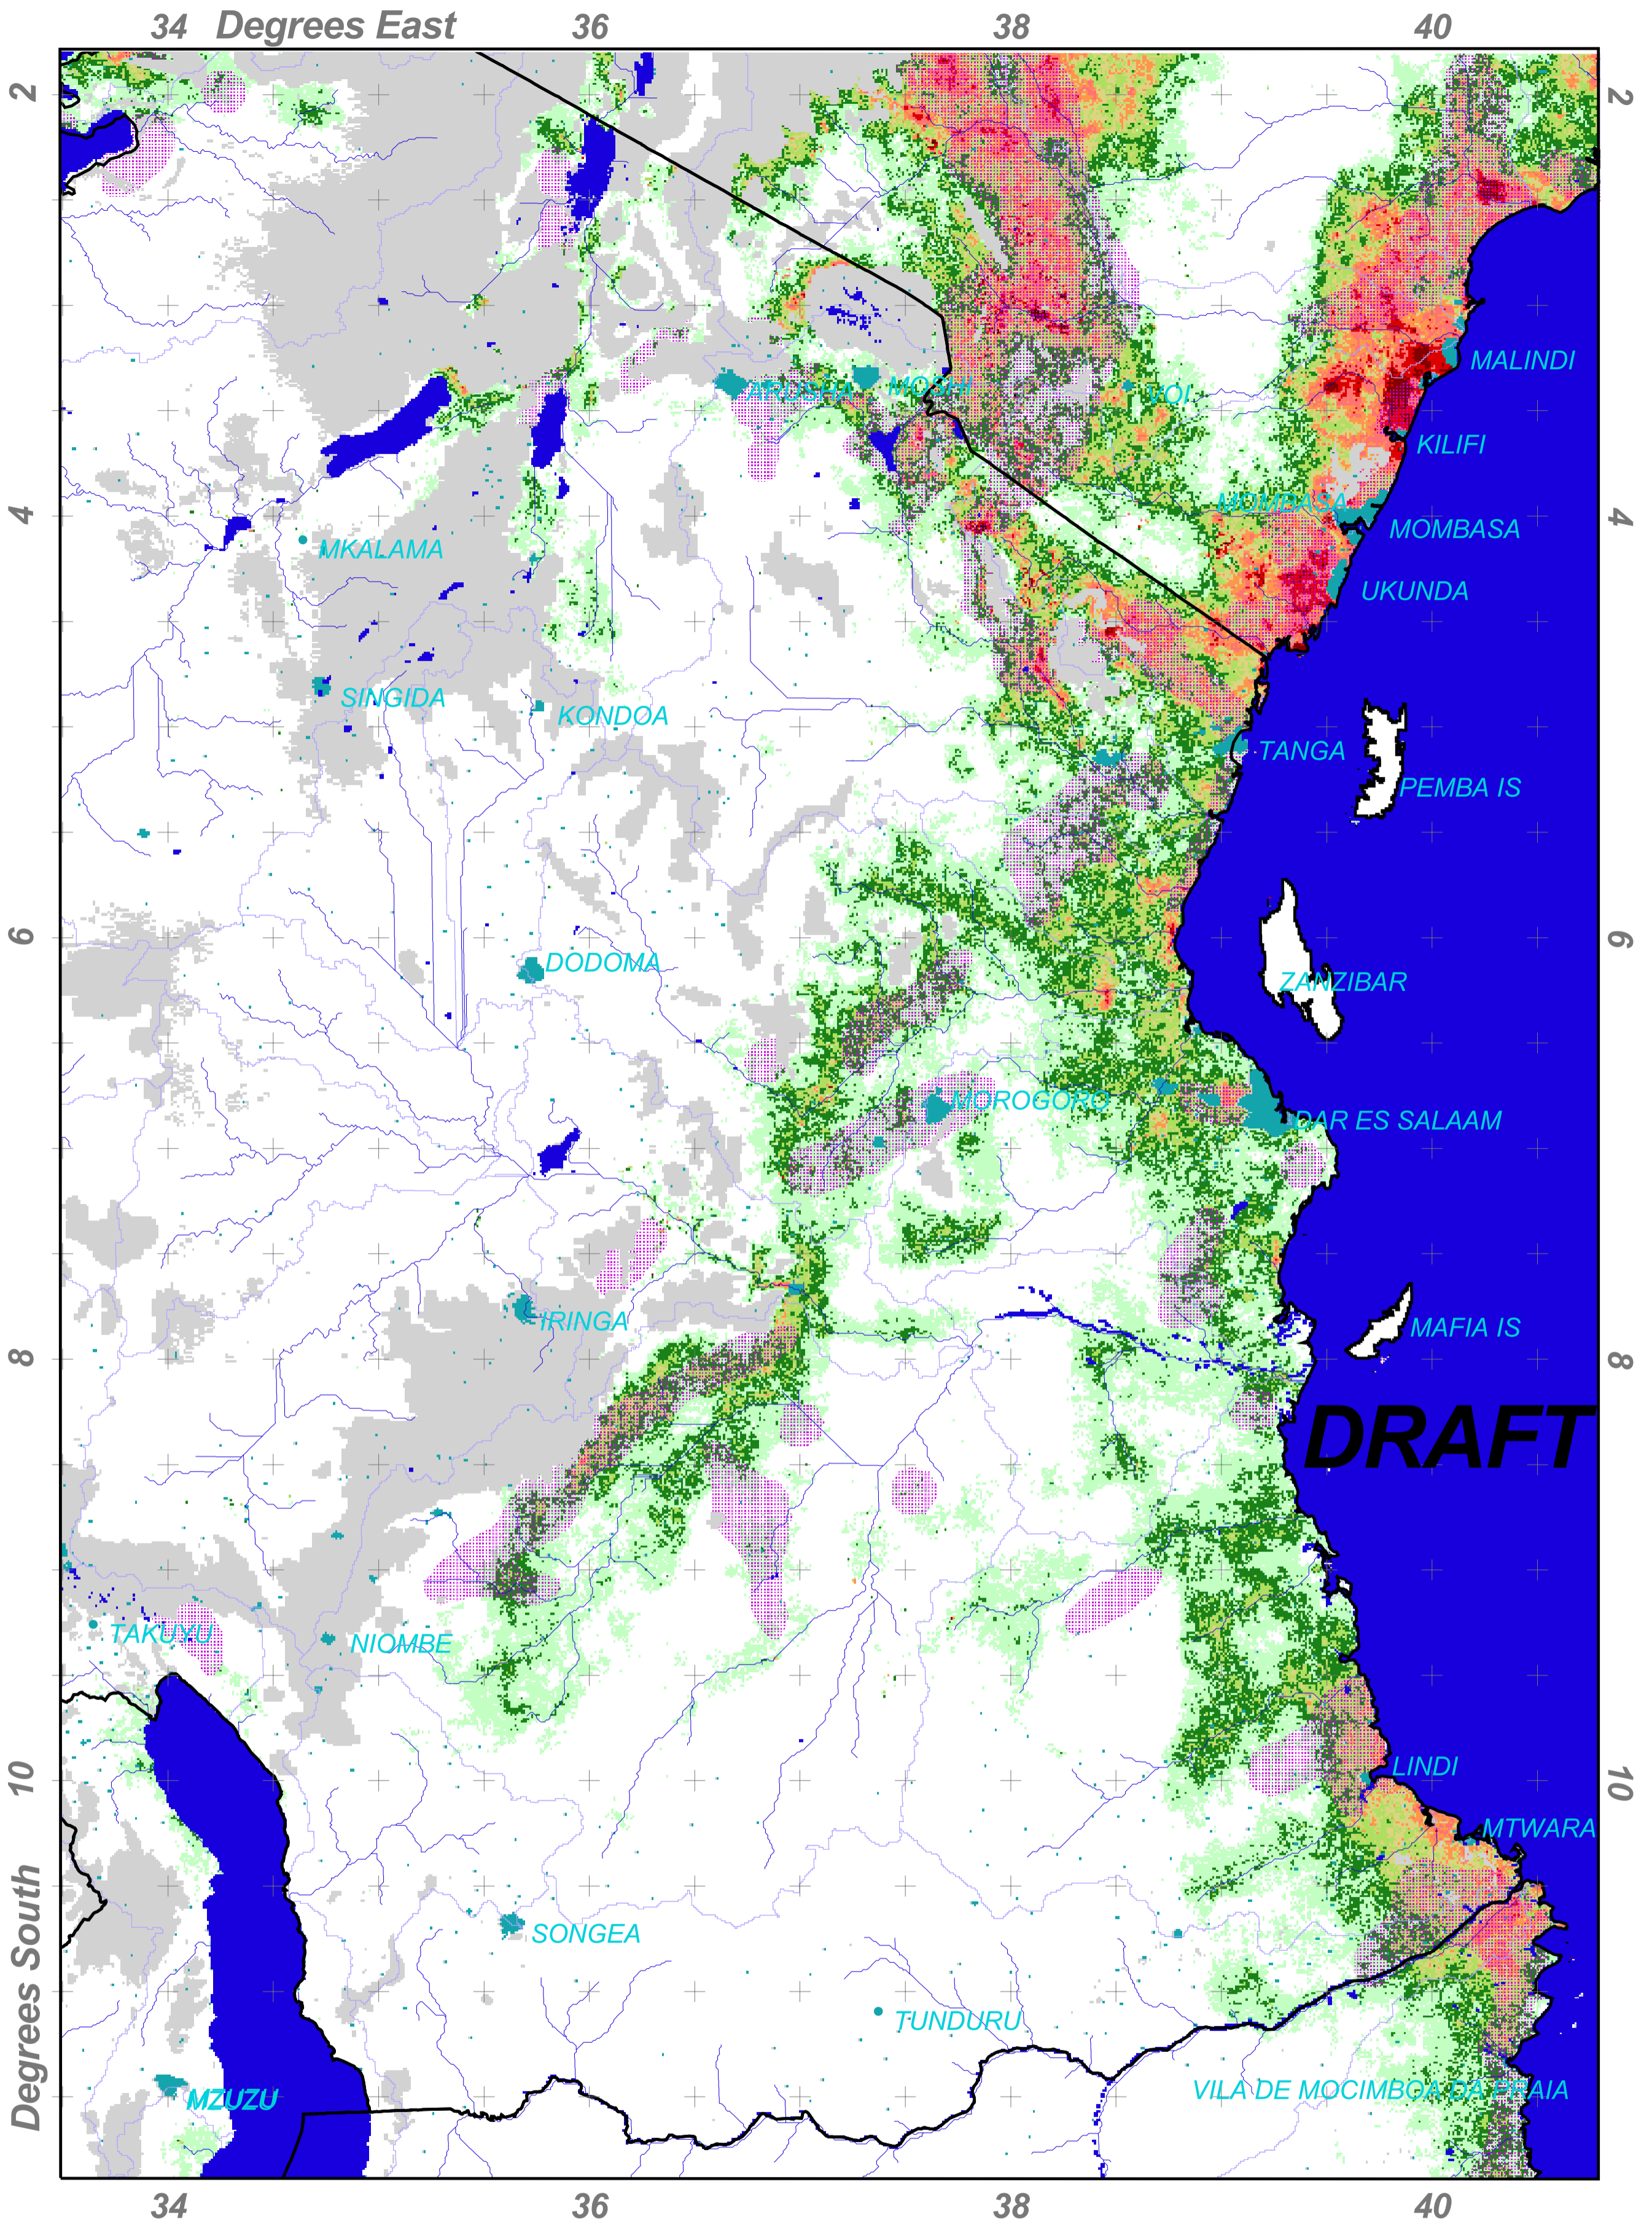 34 Degrees East 36 38 40
2 2
MALINDI
ARUSHA MOSHI VOI
KILIFI
MOMBASA
4 4
MOMBASA
MKALAMA
UKUNDA
SINGIDA
KONDOA
TANGA
PEMBA IS
6 6
DODOMA
ZANZIBAR
MOROGORO
DAR ES SALAAM
IRINGA
MAFIA IS
8 8
DRAFT
TAKUYU
NIOMBE
LINDI
10 10
MTWARA
Degrees South
SONGEA
TUNDURU
VILA DE MOCIMBOA DA PRAIA
MZUZU
34 36 38 40